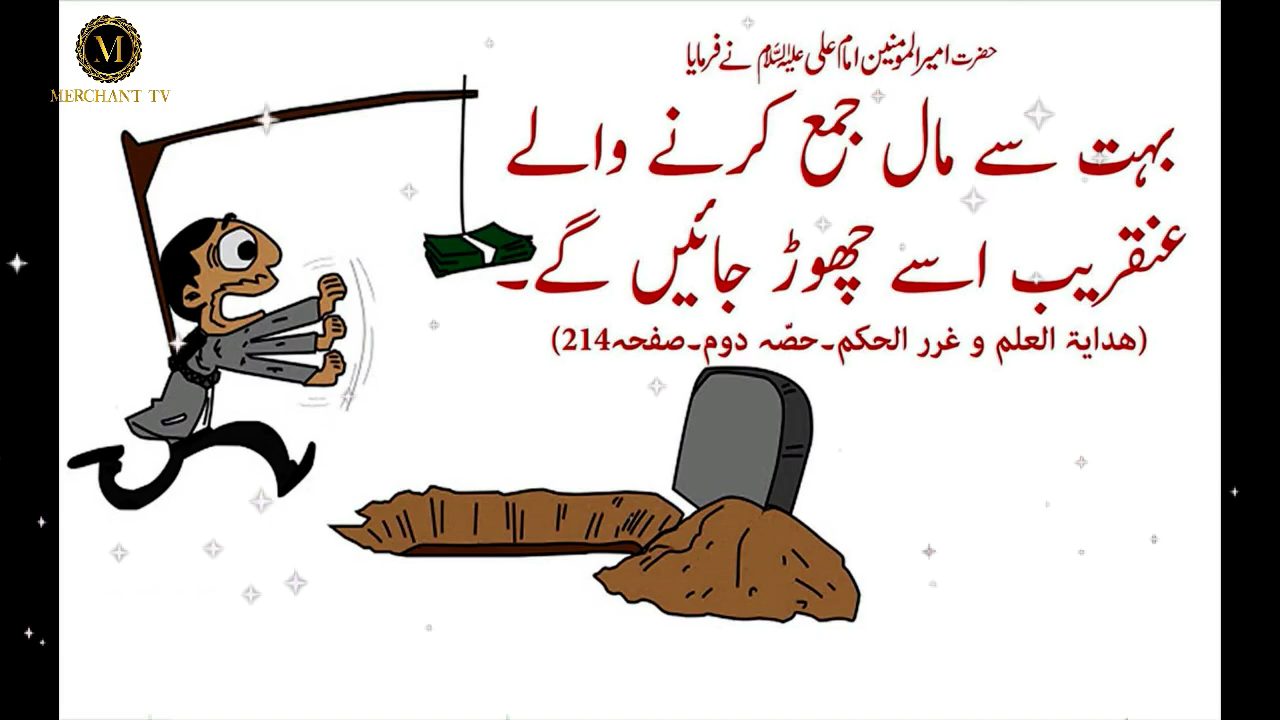 MERCHANT TV
حضرت امیرالمومنین امام علی علیہ السلام نے فرمایا
بہت سے مال جمع کرنے والے
عنقریب اسے چھوڑ جائیں گے۔
(ھدایۃ العلم و غرر الحکم۔حصّہ دوم۔صفحہ214)